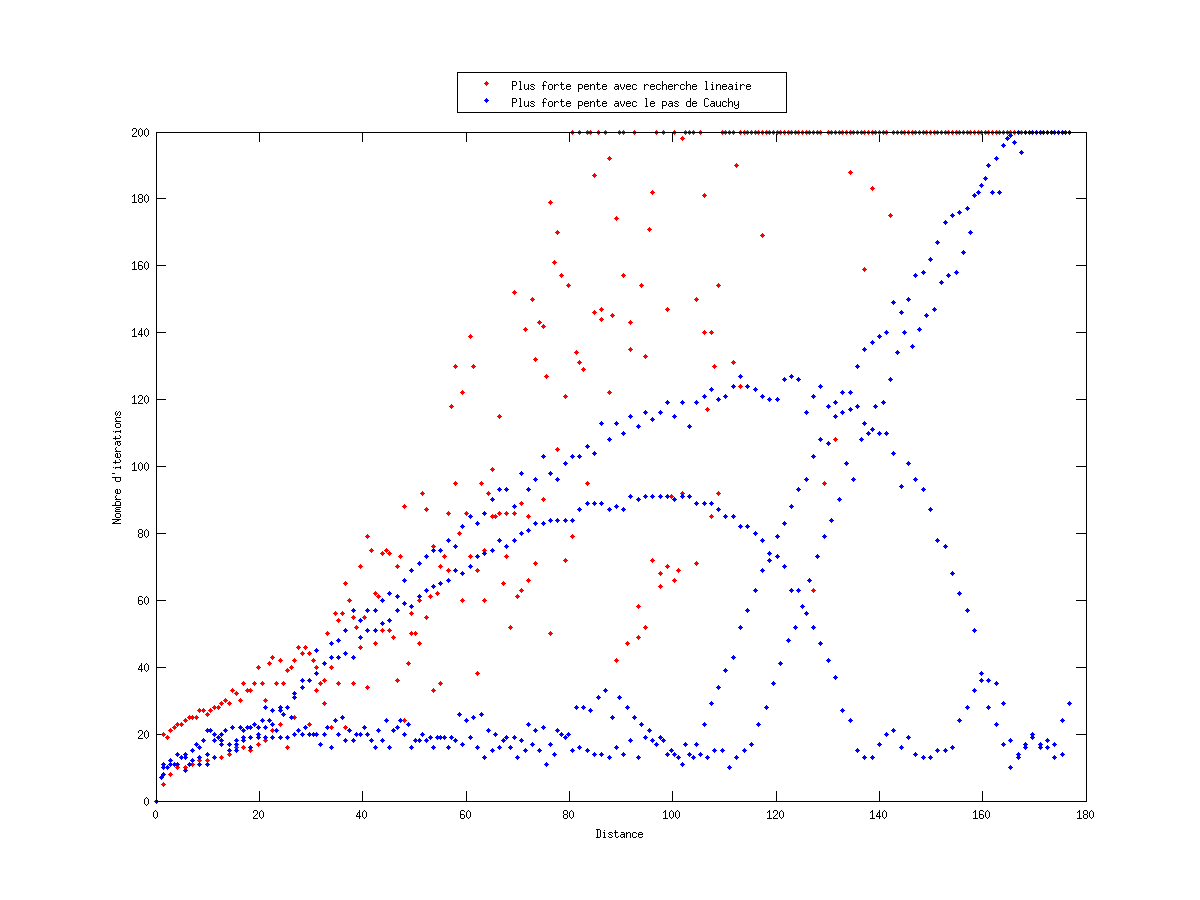 Plus forte pente avec recherche lineaire
Plus forte pente avec le pas de Cauchy
200
180
160
140
120
100
80
60
40
20
0
Nombre d'iterations
0 20 40 60 80 100 120 140 160 180
Distance